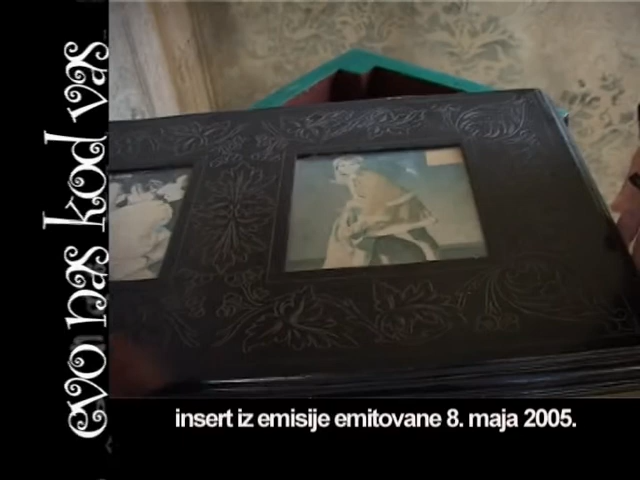 evo nas kod vas
insert iz emisije emitovane 8. maja 2005.